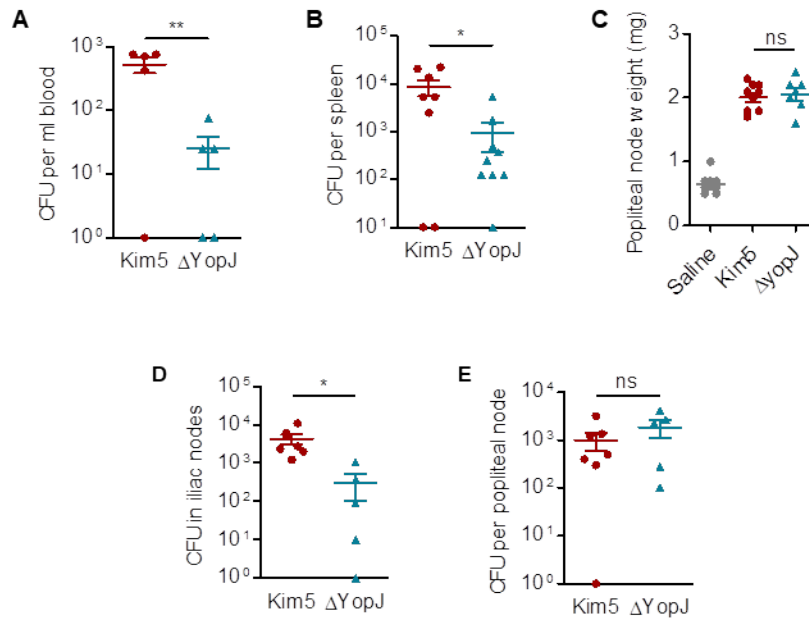 A
**
CFU per ml blood
10³
10²
10¹
10⁰
Kim5 ΔYopJ
B
*
CFU per spleen
10⁵
10⁴
10³
10²
10¹
Kim5 ΔYopJ
C
ns
Popliteal node w eight (mg)
3
2
1
0
Saline
Kim5
ΔyopJ
D
*
CFU in iliac nodes
10⁵
10⁴
10³
10²
10¹
10⁰
Kim5 ΔYopJ
E
ns
CFU per popliteal node
10⁴
10³
10²
10¹
10⁰
Kim5 ΔYopJ